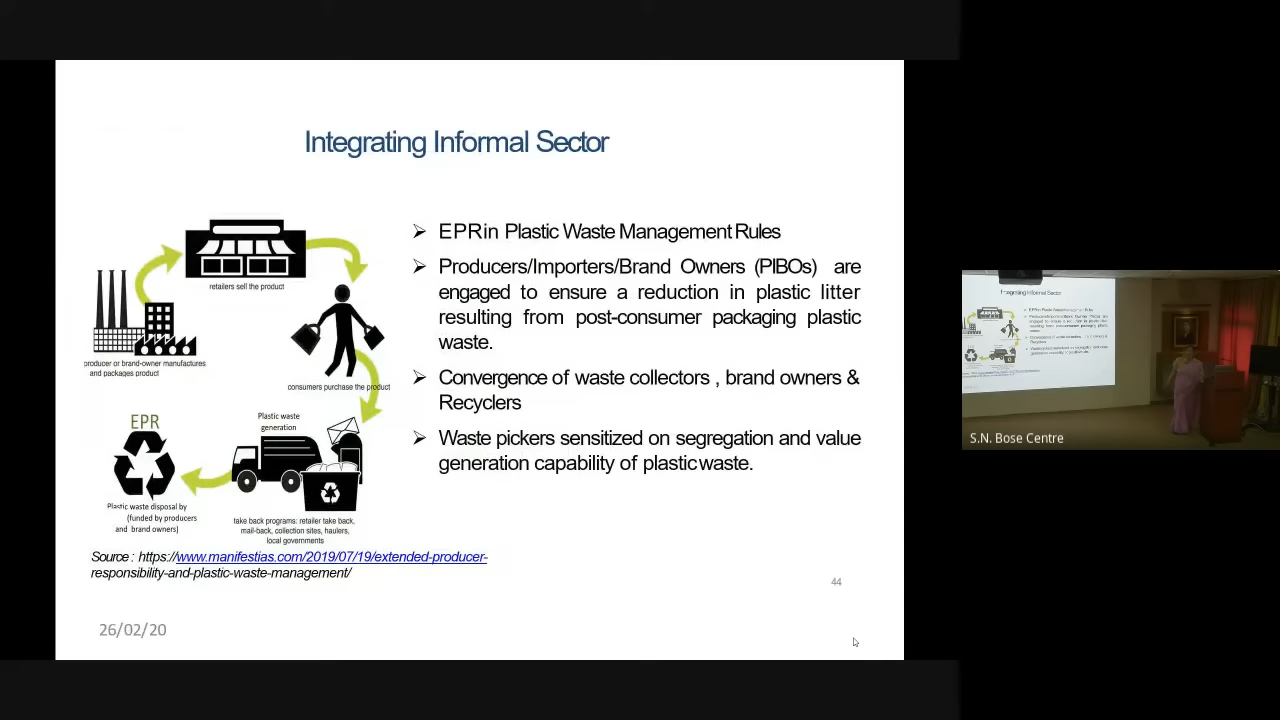 Integrating Informal Sector
retailers sell the product
producer or brand-owner manufactures
and packages product
consumers purchase the product
Plastic waste
generation
EPR
Plastic waste disposal by
(funded by producers
and brand owners)
take back programs: retailer take back,
mail-back, collection sites, haulers,
local governments
Source : https://www.manifestias.com/2019/07/19/extended-producer-
responsibility-and-plastic-waste-management/
➢ EPRin Plastic Waste Management Rules
➢ Producers/Importers/Brand Owners (PIBOs) are
engaged to ensure a reduction in plastic litter
resulting from post-consumer packaging plastic
waste.
➢ Convergence of waste collectors , brand owners &
Recyclers
➢ Waste pickers sensitized on segregation and value
generation capability of plasticwaste.
44
26/02/20
Integrating Informal Sector
S.N. Bose Centre